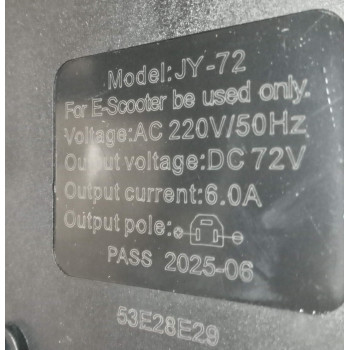 Model:JY-72
For E-Scooter be used only.
Voltage:AC 220V/50Hz
Output voltage:DC 72V
Output current:6.0A
Output pole:
PASS 2025-06
53E28E29